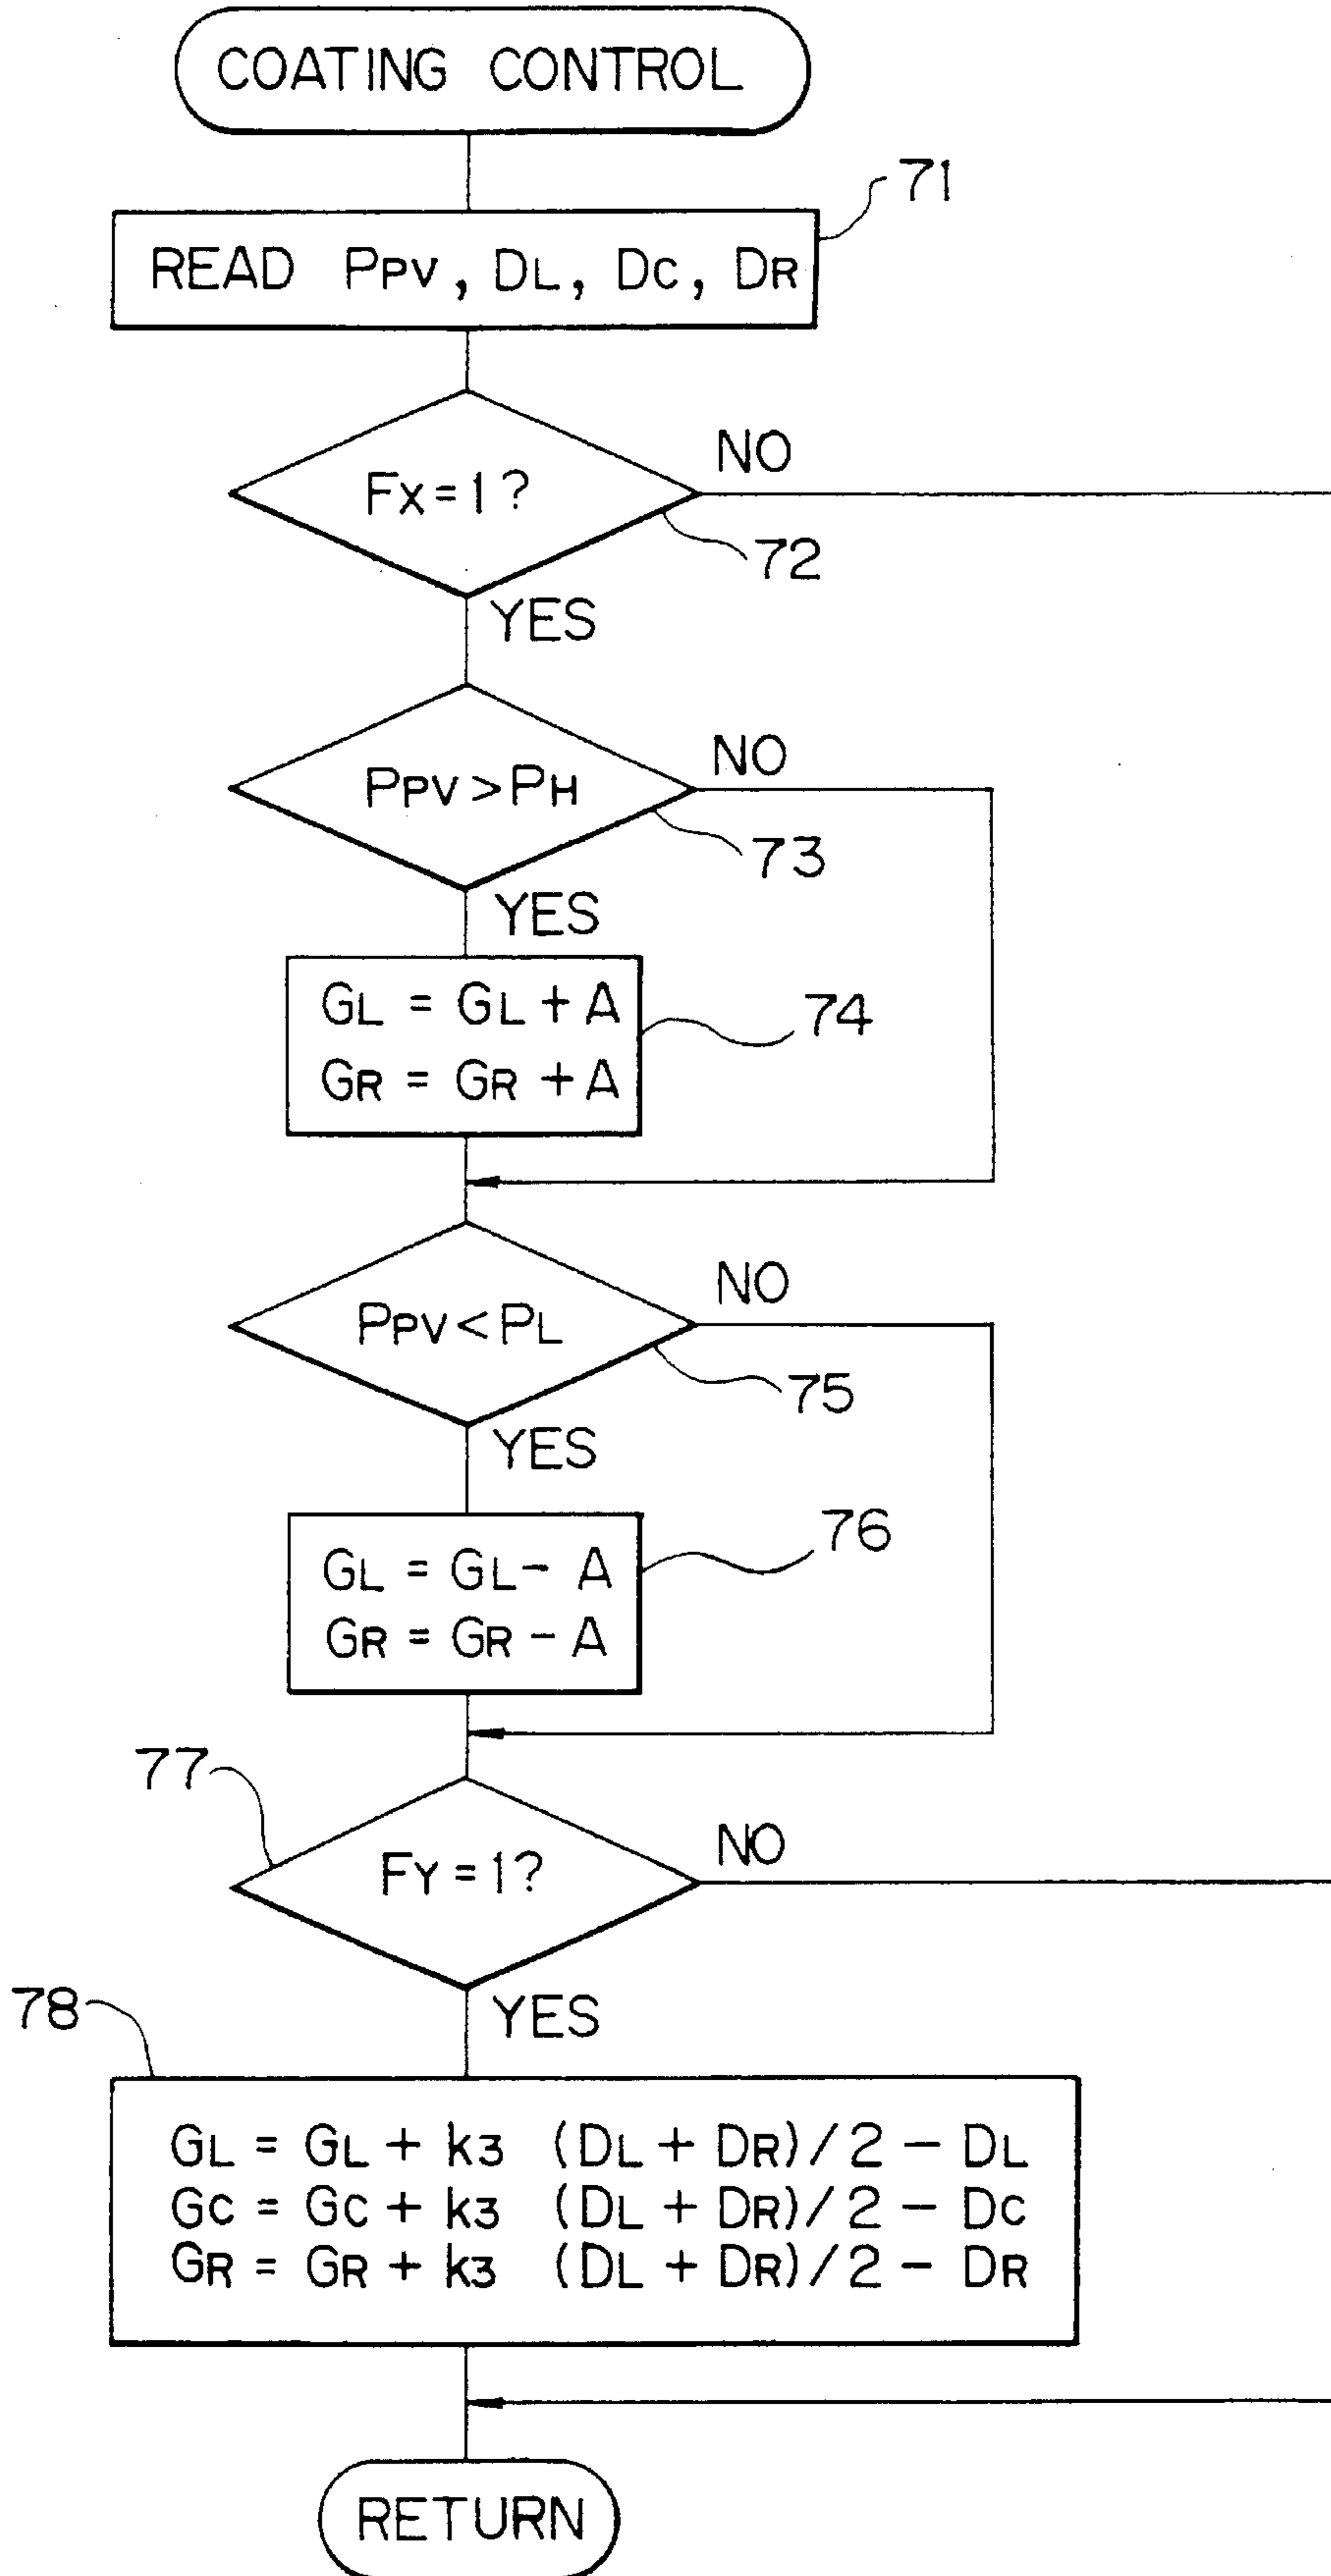 COATING CONTROL
71
READ PPV, DL, DC, DR
NO
FX=1?
72
YES
NO
PPV>PH
73
YES
GL = GL + A
74
GR = GR + A
NO
PPV<PL
75
YES
76
GL = GL - A
GR = GR - A
77
NO
FY=1?
78
YES
GL = GL + k3 (DL + DR)/2 - DL
GC = GC + k3 (DL + DR)/2 - DC
GR = GR + k3 (DL + DR)/2 - DR
RETURN